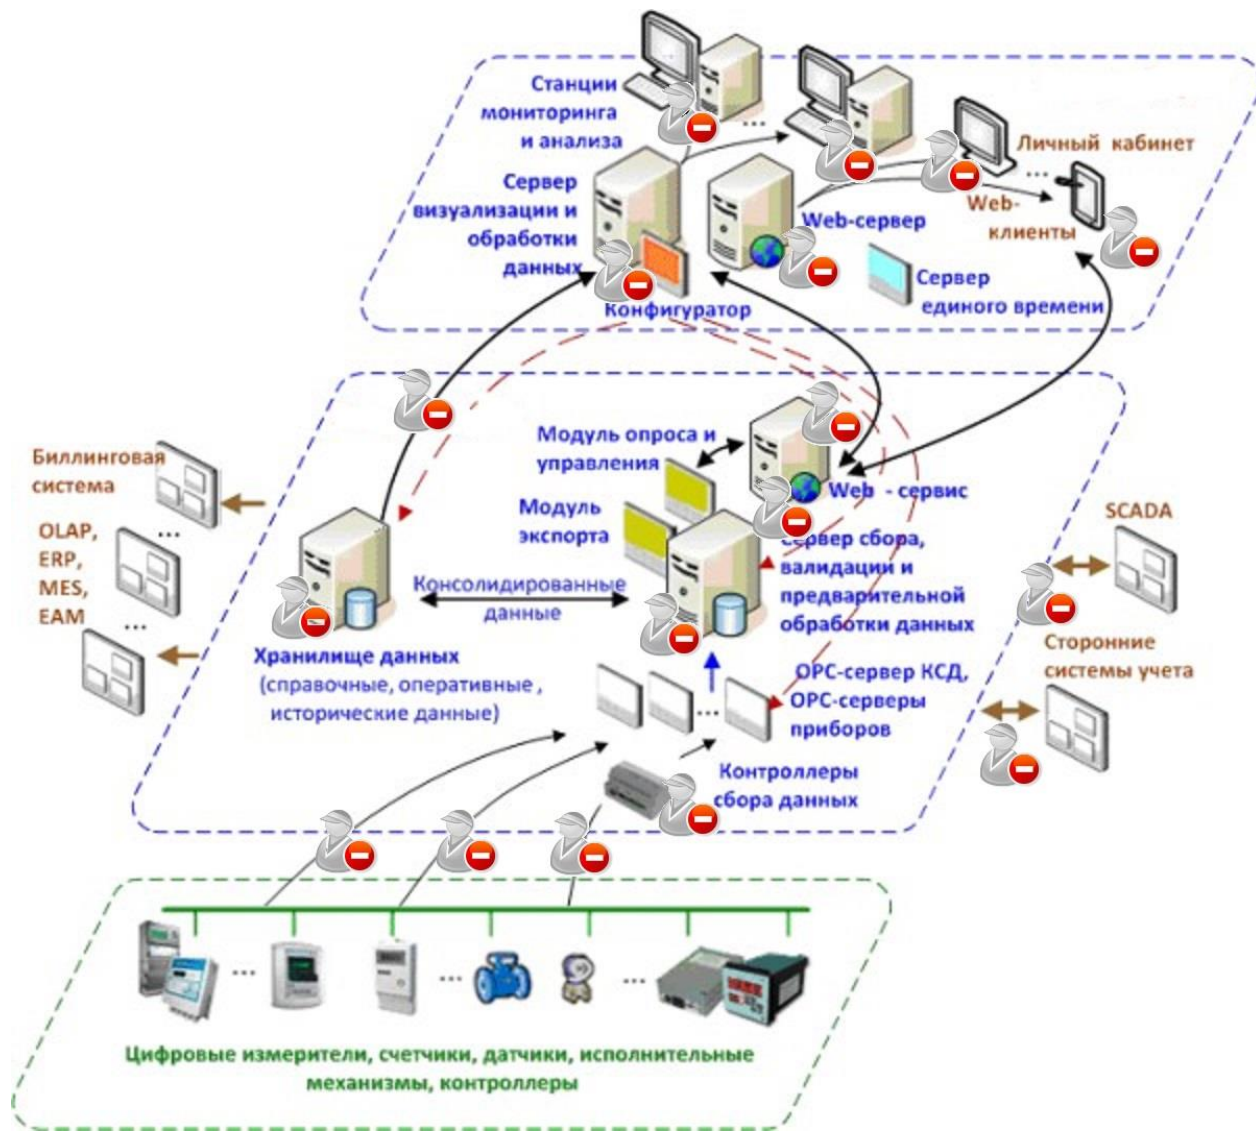 Станции
мониторинга
и анализа
Личный кабинет
Сервер
визуализации и
обработки
данных
Web-сервер
Web-
клиенты
Сервер
единого времени
Конфигуратор
Модуль опроса и
управления
Биллинговая
система
Web - сервис
Модуль
экспорта
OLAP,
ERP,
MES,
EAM
SCADA
Сервер сбора,
валидации и
предварительной
обработки данных
Консолидированные
данные
Хранилище данных
(справочные, оперативные ,
исторические данные)
Сторонние
системы учета
ОРС-сервер КСД,
ОРС-серверы
приборов
Контроллеры
сбора данных
Цифровые измерители, счетчики, датчики, исполнительные
механизмы, контроллеры